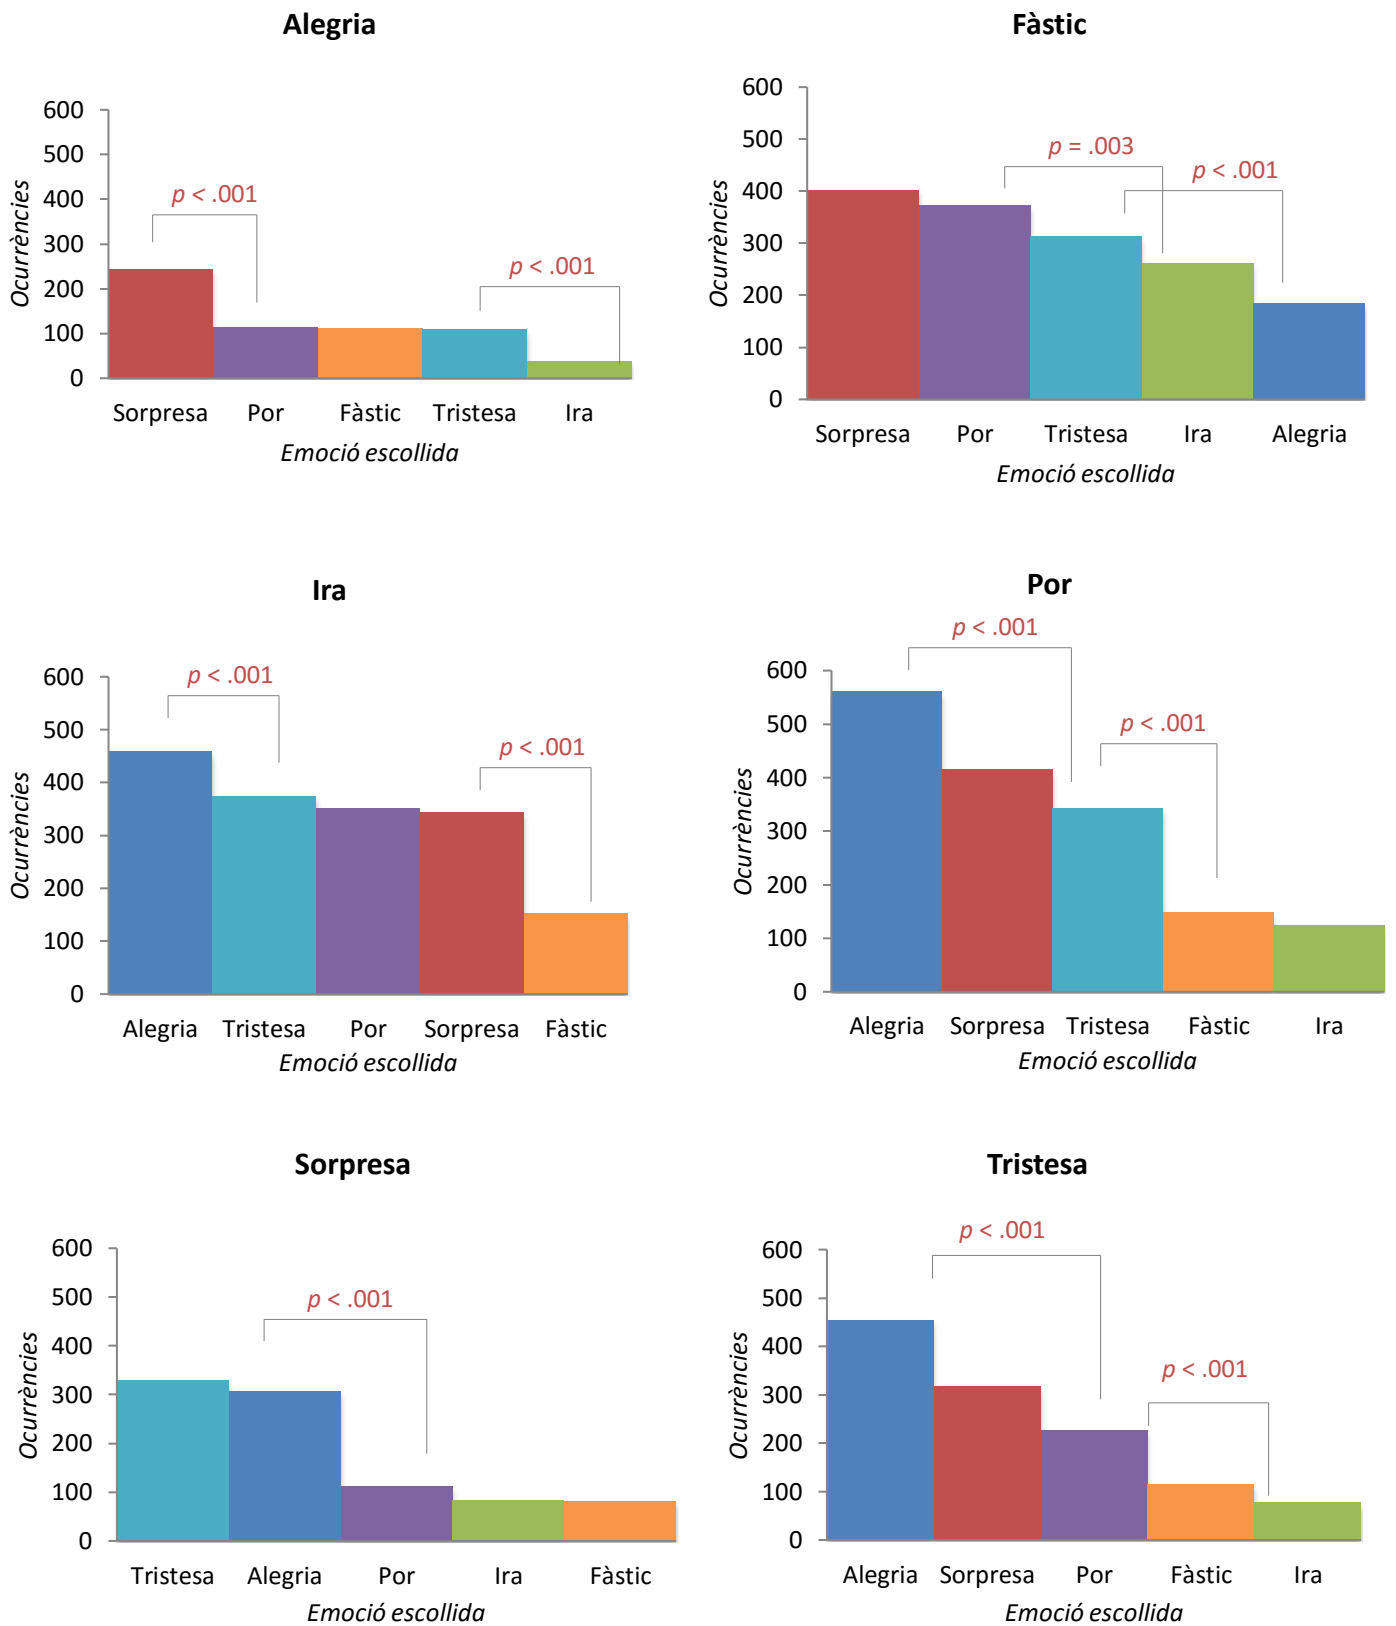 Alegria
600
500
400
300
200
100
0
Ocurrències
p < .001
p < .001
Sorpresa Por Fàstic Tristesa Ira
Emoció escollida
Fàstic
600
500
400
300
200
100
0
Ocurrències
p = .003
p < .001
Sorpresa Por Tristesa Ira Alegria
Emoció escollida
Ira
600
500
400
300
200
100
0
Ocurrències
p < .001
p < .001
Alegria Tristesa Por Sorpresa Fàstic
Emoció escollida
Por
600
500
400
300
200
100
0
Ocurrències
p < .001
p < .001
Alegria Sorpresa Tristesa Fàstic Ira
Emoció escollida
Sorpresa
600
500
400
300
200
100
0
Ocurrències
p < .001
Tristesa Alegria Por Ira Fàstic
Emoció escollida
Tristesa
600
500
400
300
200
100
0
Ocurrències
p < .001
p < .001
Alegria Sorpresa Por Fàstic Ira
Emoció escollida